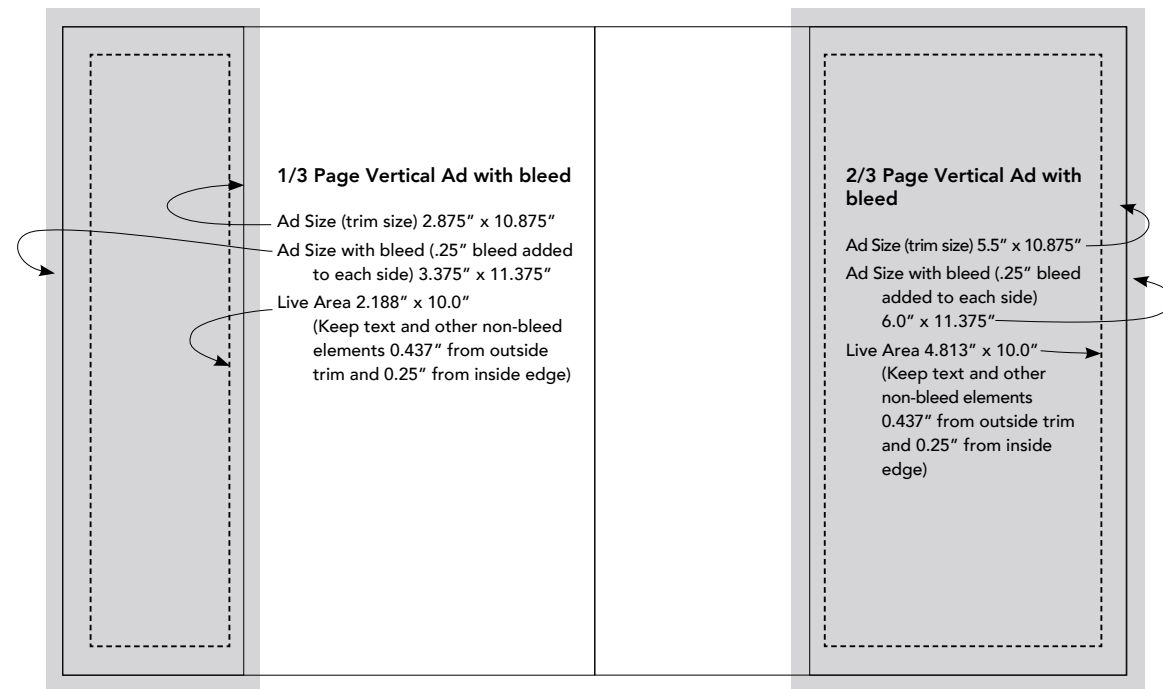 1/3 Page Vertical Ad with bleed
Ad Size (trim size) 2.875″ x 10.875″
Ad Size with bleed (.25″ bleed added
to each side) 3.375″ x 11.375″
Live Area 2.188″ x 10.0″
(Keep text and other non-bleed
elements 0.437″ from outside
trim and 0.25″ from inside edge)
2/3 Page Vertical Ad with
bleed
Ad Size (trim size) 5.5″ x 10.875″
Ad Size with bleed (.25″ bleed
added to each side)
6.0″ x 11.375″
Live Area 4.813″ x 10.0″
(Keep text and other
non-bleed elements
0.437″ from outside trim
and 0.25″ from inside
edge)